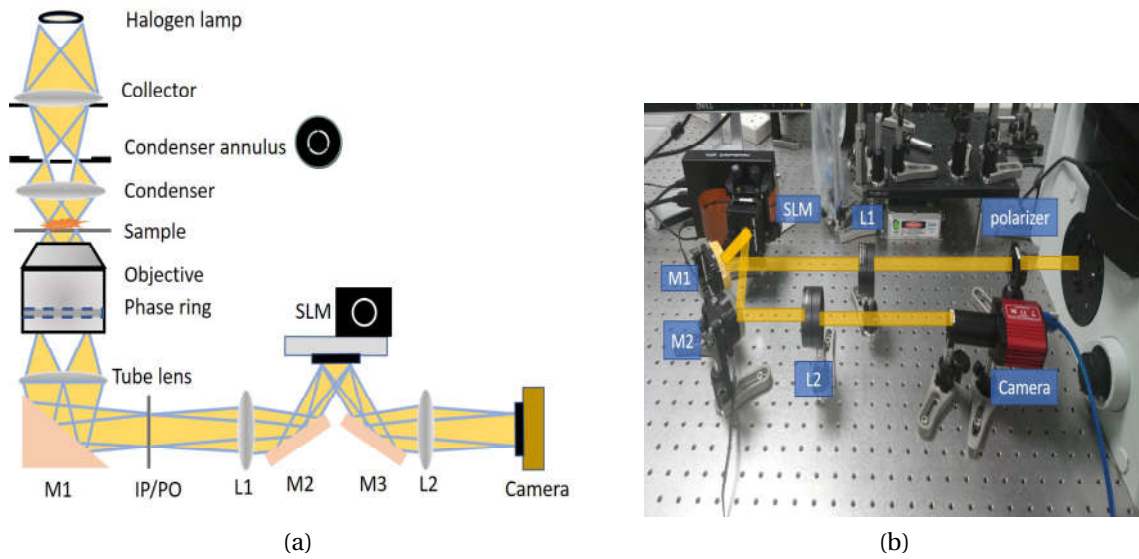 Halogen lamp
Collector
Condenser annulus
Condenser
Sample
Objective
Phase ring
SLM
Tube lens
M1
IP/PO
L1
M2
M3
L2
Camera
(a)
DELL
SLM
L1
polarizer
M1
M2
L2
Camera
(b)